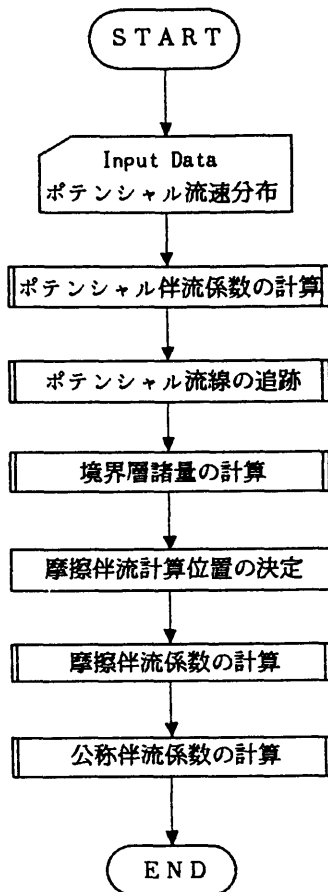 START
Input Data
ポテンシャル流速分布
ポテンシャル伴流係数の計算
ポテンシャル流線の追跡
境界層諸量の計算
摩擦伴流計算位置の決定
摩擦伴流係数の計算
公称伴流係数の計算
END